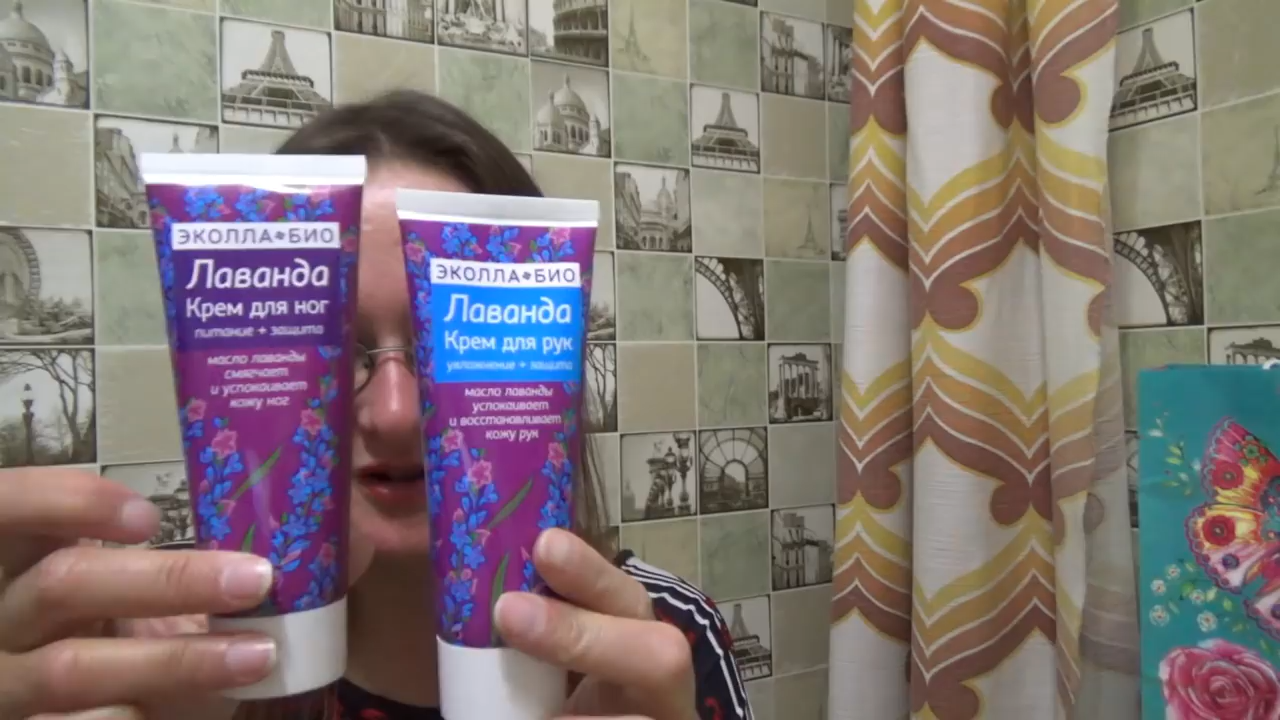 ЭКОЛЛА БИО
Лаванда
Крем для ног
питание + защита
масло лаванды
смягчает
и успокаивает
кожу ног
ЭКОЛЛА БИО
Лаванда
Крем для рук
увлажнение + защита
масло лаванды
успокаивает
и восстанавливает
кожу рук